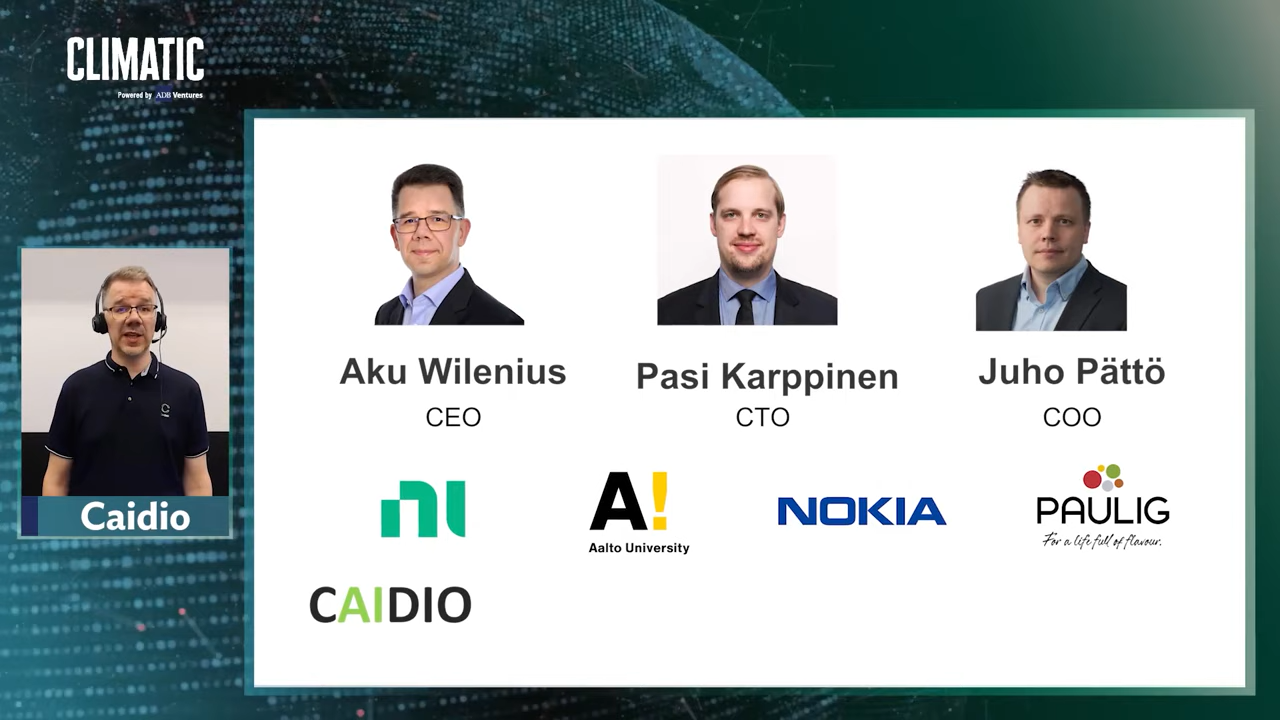 CLIMATIC
Powered by ADB Ventures
Aku Wilenius
CEO
Pasi Karppinen
CTO
Juho Pättö
COO
nı
A!
Aalto University
NOKIA
PAULIG
For a life full of flavour.
CAIDIO
Caidio